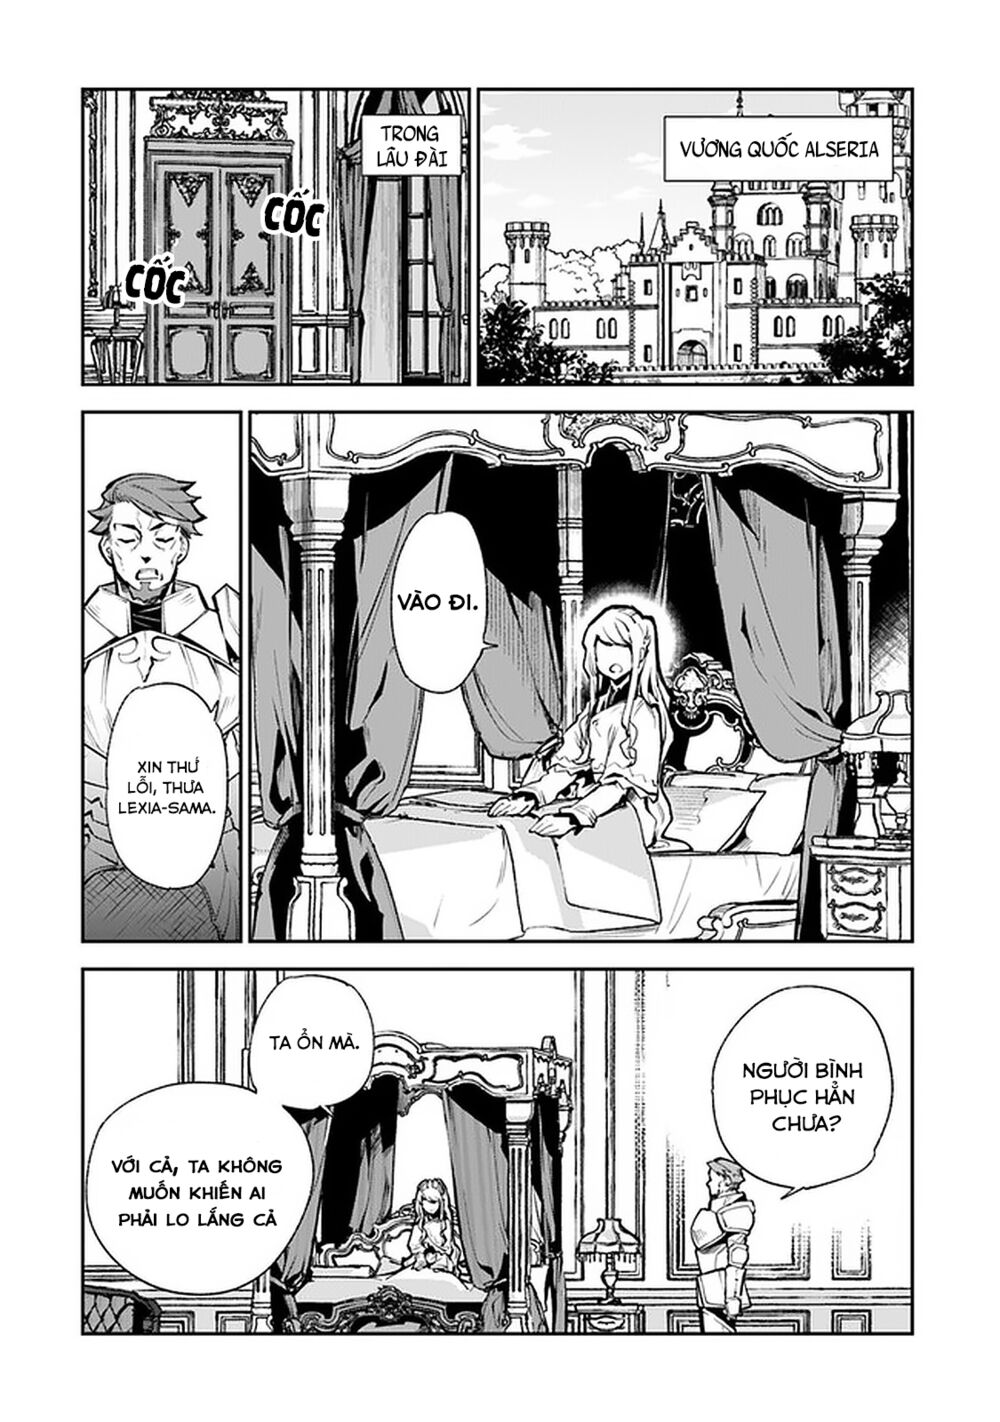 VƯƠNG QUỐC ALSERIA
TRONG
LÂU ĐÀI
CỐC
CỐC
VÀO ĐI.
XIN THƯ
LỖI, THƯA
LEXIA-SAMA.
NGƯỜI BÌNH
PHỤC HẲN
CHƯA?
TA ỔN MÀ.
VỚI CẢ, TA KHÔNG
MUỐN KHIẾN AI
PHẢI LO LẮNG CẢ